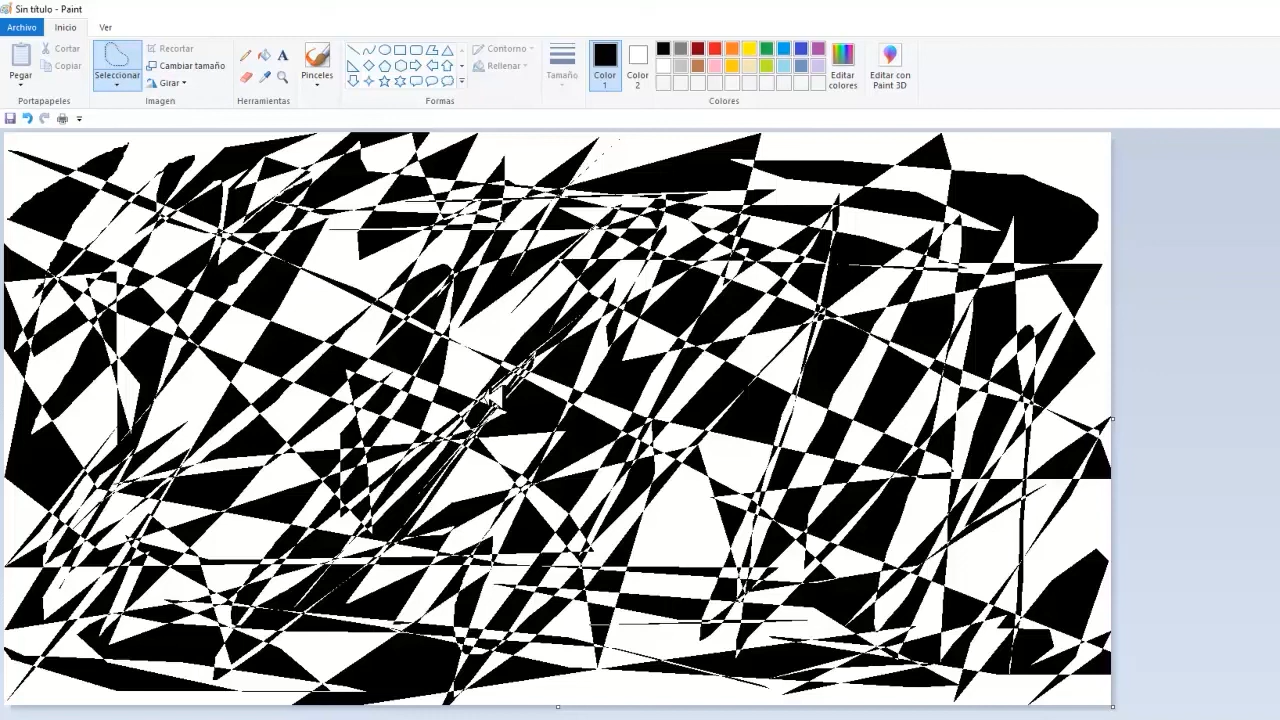 Sin título - Paint
Archivo Inicio Ver
Pegar
Cortar
Copiar
Portapapeles
Seleccionar
Recortar
Cambiar tamaño
Girar
Imagen
A
Herramientas
Pinceles
Contorno
Rellenar
Formas
Tamaño
Color
1
Color
2
Editar
colores
Colores
Editar con
Paint 3D